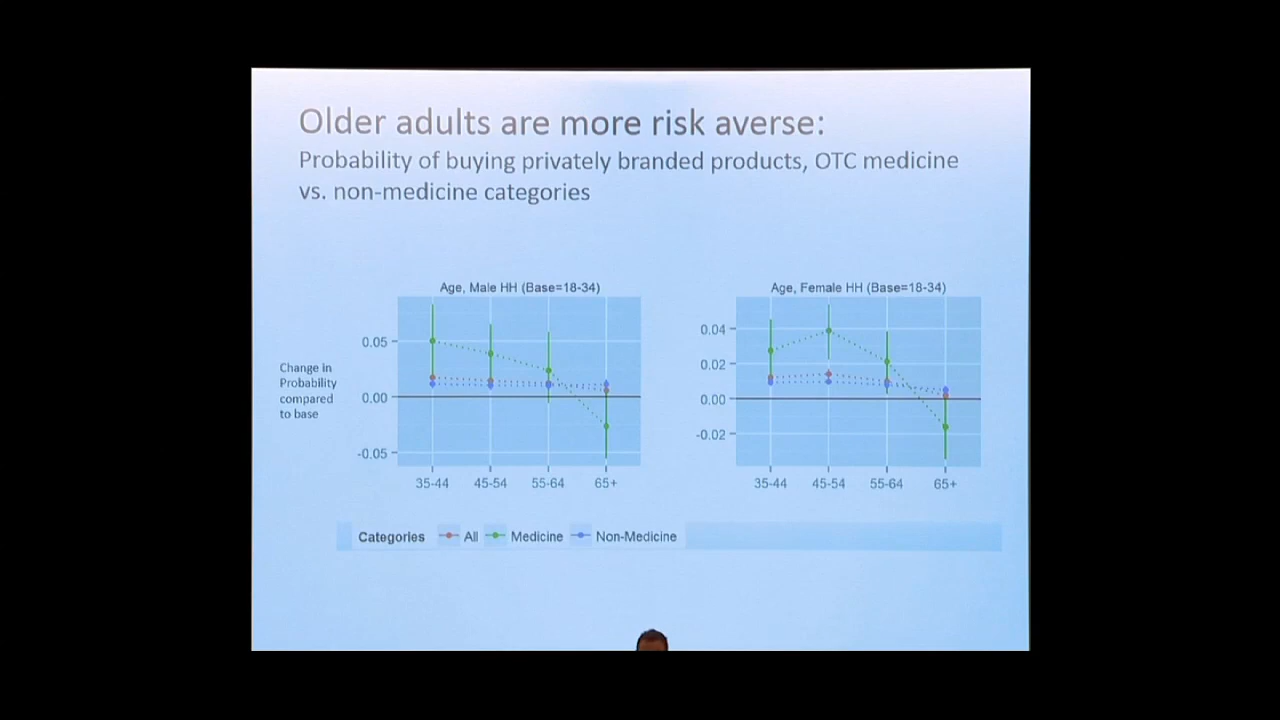 Older adults are more risk averse:
Probability of buying privately branded products, OTC medicine
vs. non-medicine categories
Age, Male HH (Base=18-34)
Change in
Probability
compared
to base
0.05
0.00
-0.05
35-44 45-54 55-64 65+
Age, Female HH (Base=18-34)
0.04
0.02
0.00
-0.02
35-44 45-54 55-64 65+
Categories All Medicine Non-Medicine